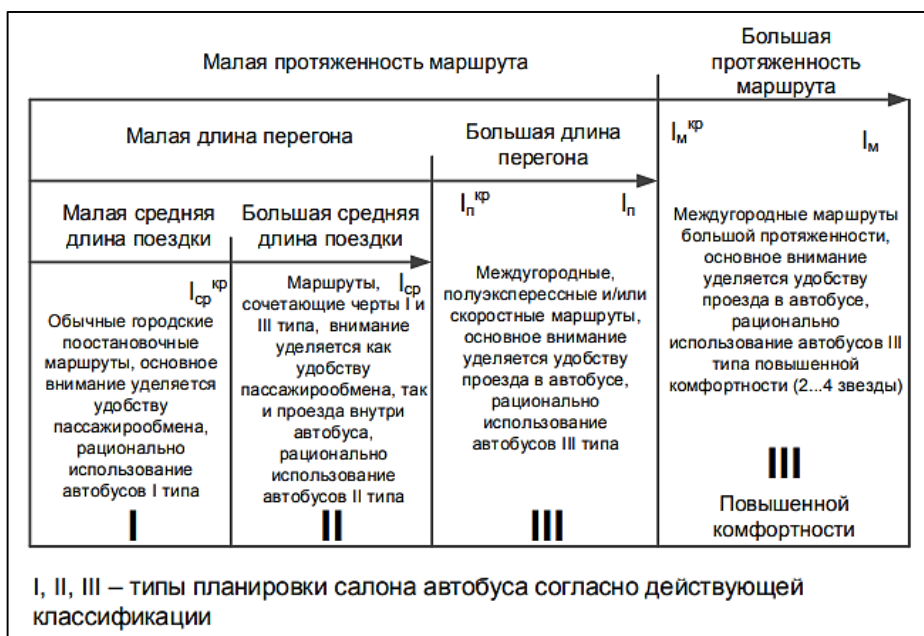 Малая протяженность маршрута
Большая
протяженность
маршрута
Малая длина перегона
Большая длина
перегона
lм кр
lм
Малая средняя
длина поездки
Большая средняя
длина поездки
lп кр
lп
lср кр
Обычные городские
поостановочные
маршруты, основное
внимание уделяется
удобству
пассажирообмена,
рационально
использование
автобусов I типа
I
Маршруты, lср
сочетающие черты I и
III типа, внимание
уделяется как
удобству
пассажирообмена, так
и проезда внутри
автобуса,
рационально
использование
автобусов II типа
II
Междугородные,
полуэксперессные и/или
скоростные маршруты,
основное внимание
уделяется удобству
проезда в автобусе,
рационально
использование
автобусов III типа
III
Междугородные маршруты
большой протяженности,
основное внимание
уделяется удобству
проезда в автобусе,
рационально
использование автобусов III
типа повышенной
комфортности (2...4 звезды)
III
Повышенной
комфортности
I, II, III – типы планировки салона автобуса согласно действующей
классификации